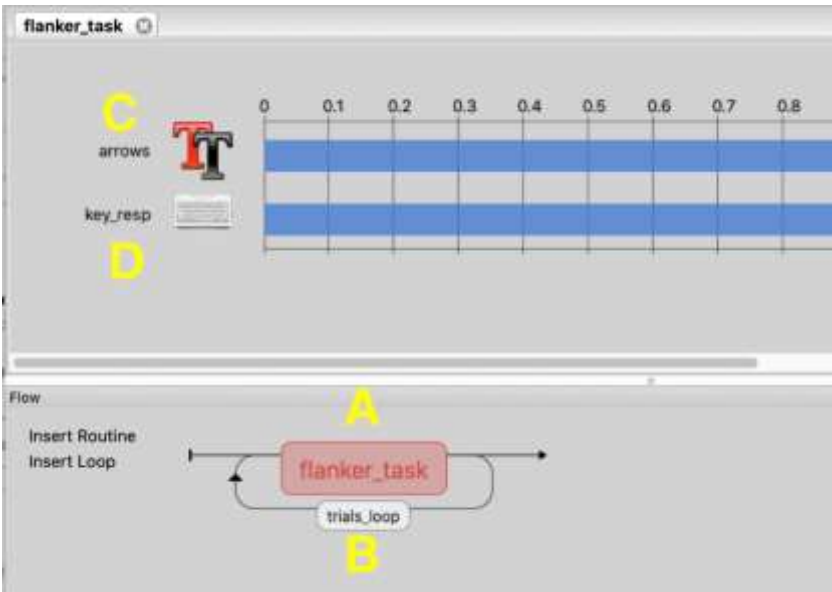 flanker_task
C
0 0.1 0.2 0.3 0.4 0.5 0.6 0.7 0.8
arrows
TT
key_resp
D
Flow
A
Insert Routine
Insert Loop
flanker_task
trials_loop
B